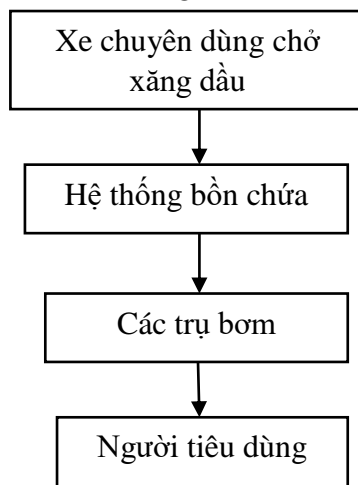 Xe chuyên dùng chở
xăng dầu
Hệ thống bồn chứa
Các trụ bơm
Người tiêu dùng